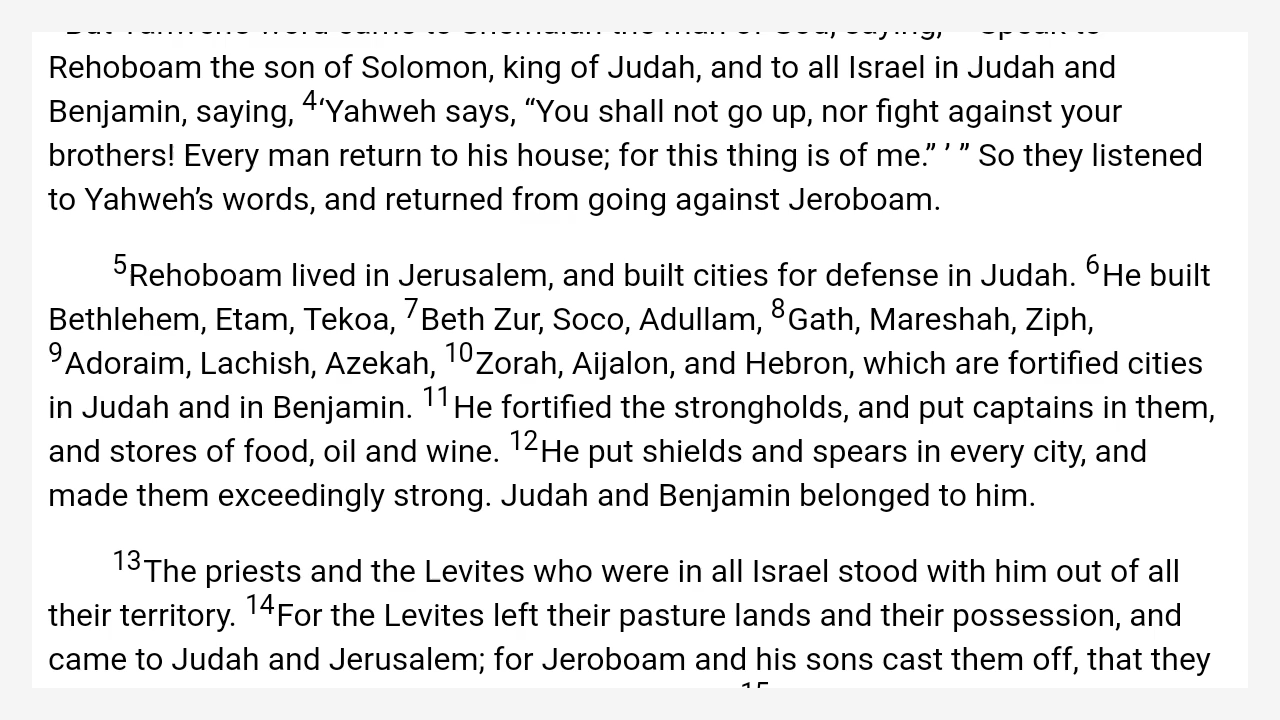 Rehoboam the son of Solomon, king of Judah, and to all Israel in Judah and
Benjamin, saying, 4‘Yahweh says, “You shall not go up, nor fight against your
brothers! Every man return to his house; for this thing is of me.” ’ ” So they listened
to Yahweh’s words, and returned from going against Jeroboam.
5Rehoboam lived in Jerusalem, and built cities for defense in Judah. 6He built
Bethlehem, Etam, Tekoa, 7Beth Zur, Soco, Adullam, 8Gath, Mareshah, Ziph,
9Adoraim, Lachish, Azekah, 10Zorah, Aijalon, and Hebron, which are fortified cities
in Judah and in Benjamin. 11He fortified the strongholds, and put captains in them,
and stores of food, oil and wine. 12He put shields and spears in every city, and
made them exceedingly strong. Judah and Benjamin belonged to him.
13The priests and the Levites who were in all Israel stood with him out of all
their territory. 14For the Levites left their pasture lands and their possession, and
came to Judah and Jerusalem; for Jeroboam and his sons cast them off, that they